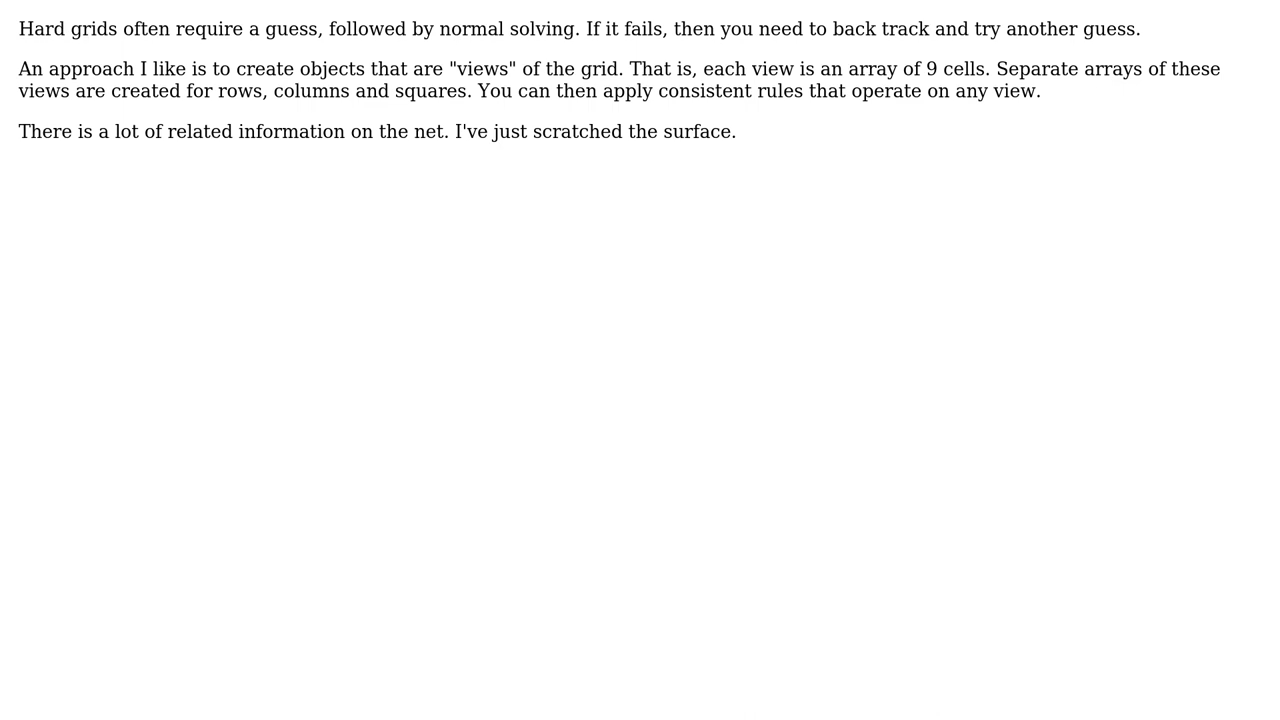 Hard grids often require a guess, followed by normal solving. If it fails, then you need to back track and try another guess.
An approach I like is to create objects that are "views" of the grid. That is, each view is an array of 9 cells. Separate arrays of these
views are created for rows, columns and squares. You can then apply consistent rules that operate on any view.
There is a lot of related information on the net. I've just scratched the surface.